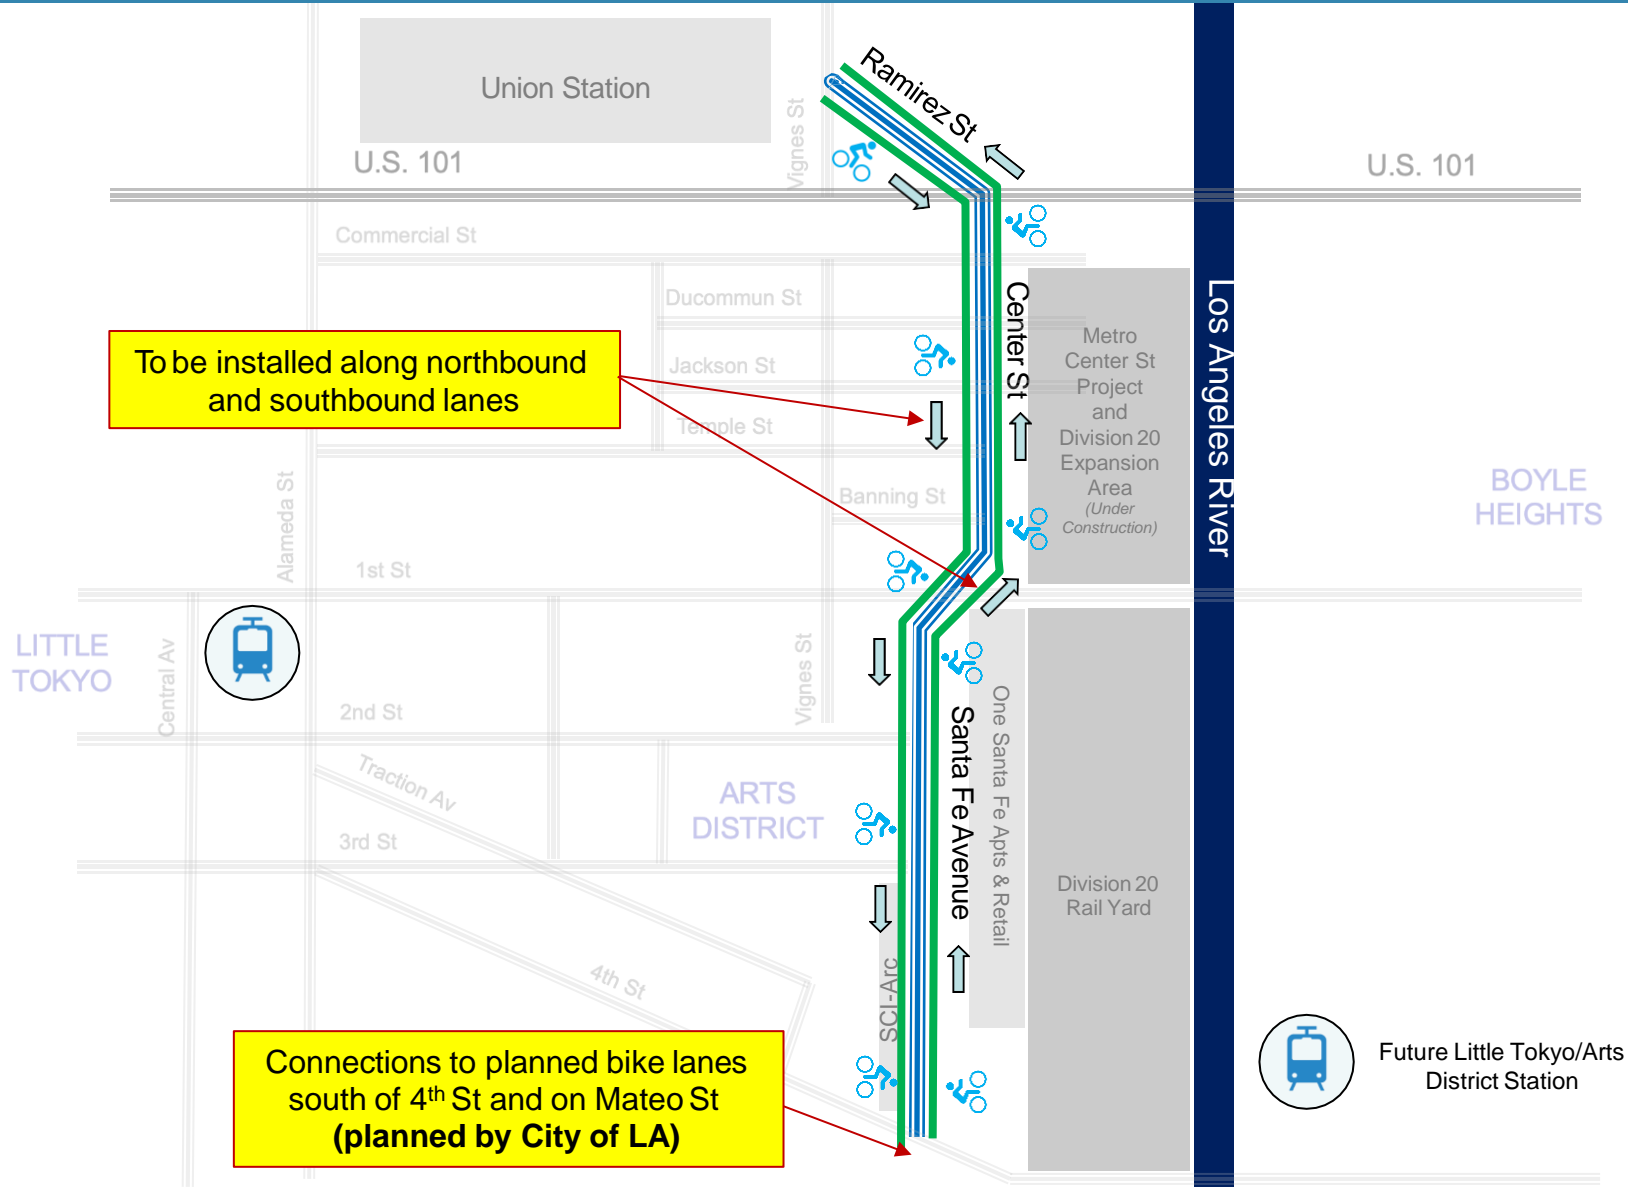 Union Station
Ramirez St
Vignes St
U.S. 101
U.S. 101
Commercial St
Ducommun St
Center St
Los Angeles River
To be installed along northbound
and southbound lanes
Jackson St
Metro
Center St
Project
and
Division 20
Expansion
Area
(Under
Construction)
Temple St
Banning St
BOYLE
HEIGHTS
Alameda St
1st St
LITTLE
TOKYO
Central Av
Vignes St
2nd St
Santa Fe Avenue
One Santa Fe Apts & Retail
Traction Av
ARTS
DISTRICT
3rd St
Division 20
Rail Yard
4th St
SCI-Arc
Connections to planned bike lanes
south of 4th St and on Mateo St
(planned by City of LA)
Future Little Tokyo/Arts
District Station